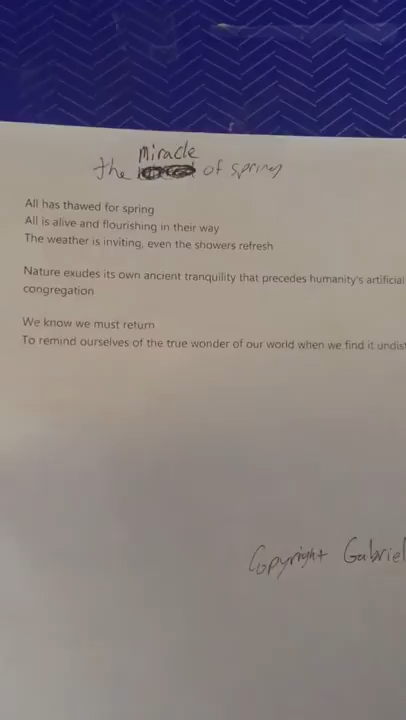 Miracle
the of spring
All has thawed for spring
All is alive and flourishing in their way
The weather is inviting, even the showers refresh
Nature exudes its own ancient tranquility that precedes humanity's artificial
congregation
We know we must return
To remind ourselves of the true wonder of our world when we find it
Copyright Gabriel